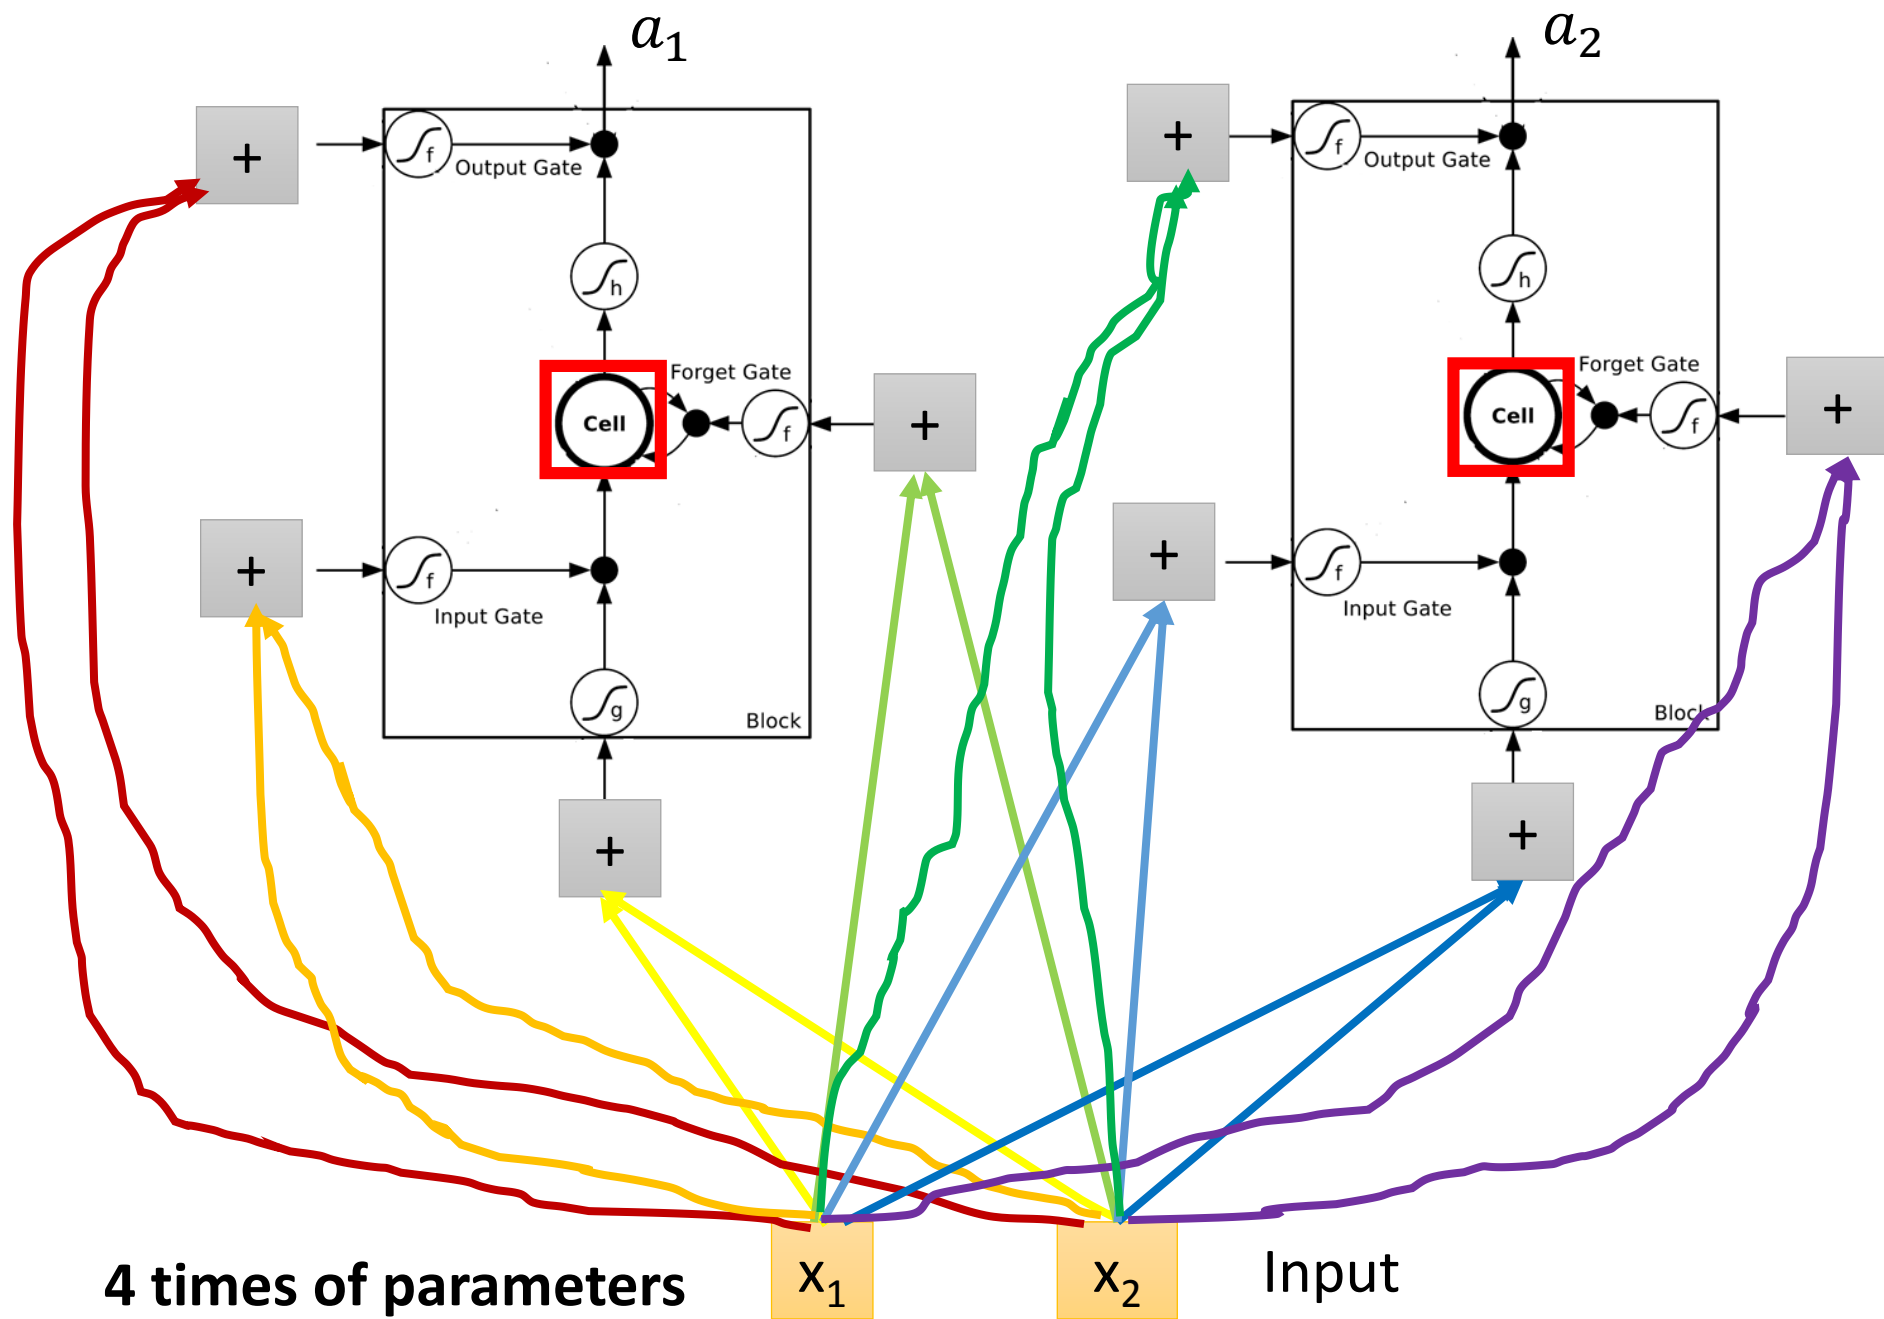 a₁
a₂
+
f
Output Gate
+
f
Output Gate
h
h
Forget Gate
Cell
f
+
Forget Gate
Cell
f
+
+
f
Input Gate
+
f
Input Gate
g
Block
g
Block
+
+
4 times of parameters
x₁
x₂
Input